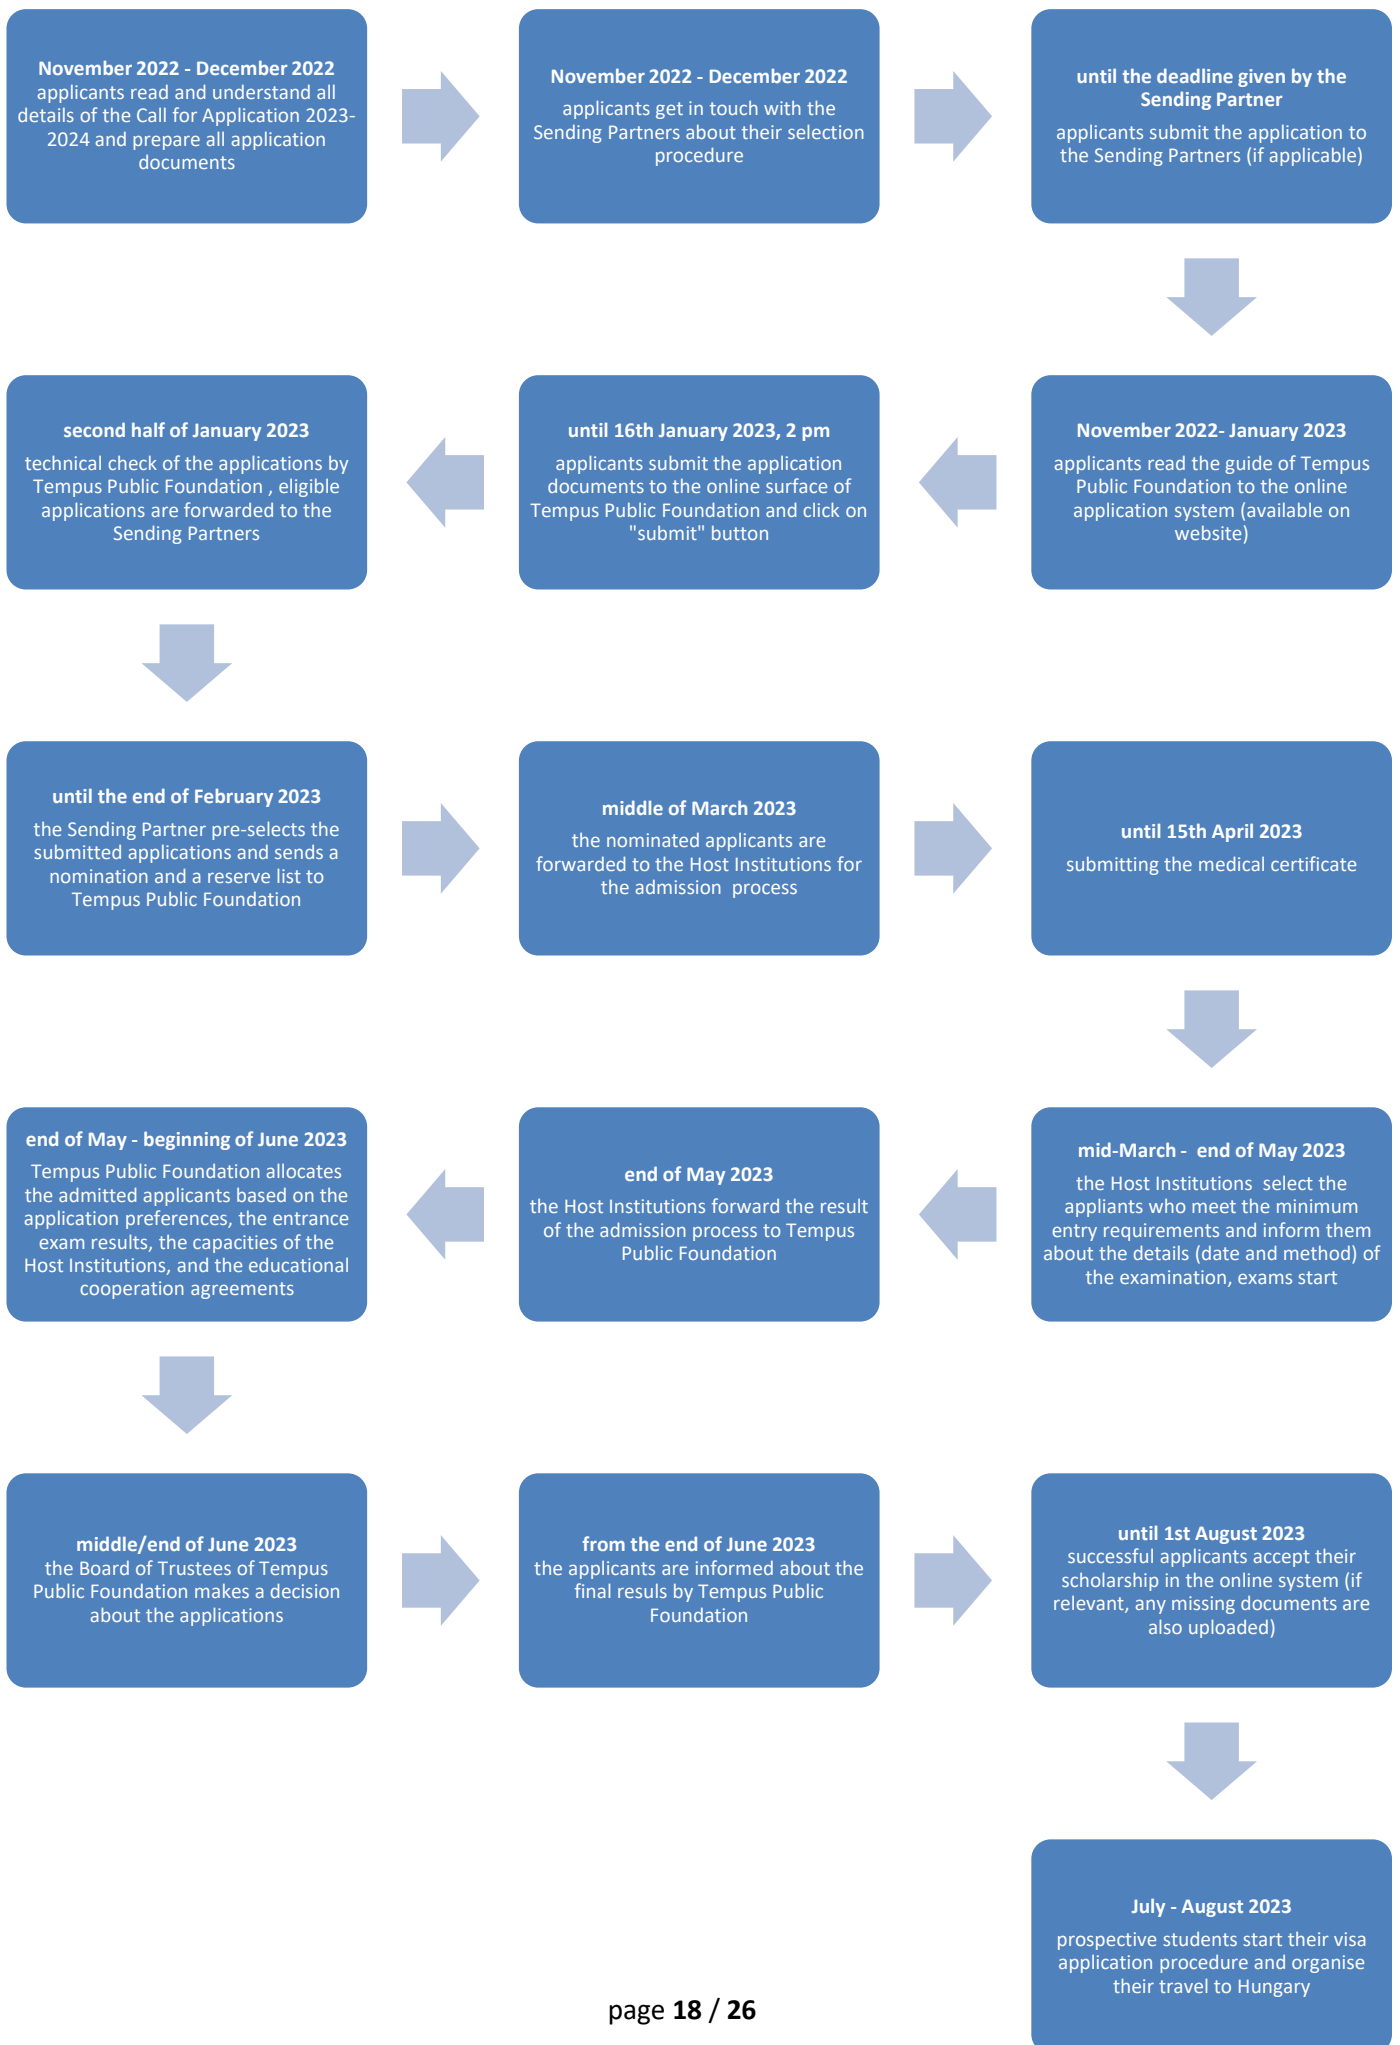 November 2022 - December 2022
applicants read and understand all
details of the Call for Application 2023-
2024 and prepare all application
documents
November 2022 - December 2022
applicants get in touch with the
Sending Partners about their selection
procedure
until the deadline given by the
Sending Partner
applicants submit the application to
the Sending Partners (if applicable)
November 2022- January 2023
applicants read the guide of Tempus
Public Foundation to the online
application system (available on
website)
until 16th January 2023, 2 pm
applicants submit the application
documents to the online surface of
Tempus Public Foundation and click on
"submit" button
second half of January 2023
technical check of the applications by
Tempus Public Foundation , eligible
applications are forwarded to the
Sending Partners
until the end of February 2023
the Sending Partner pre-selects the
submitted applications and sends a
nomination and a reserve list to
Tempus Public Foundation
middle of March 2023
the nominated applicants are
forwarded to the Host Institutions for
the admission  process
until 15th April 2023
submitting the medical certificate
mid-March -  end of May 2023
the Host Institutions  select the
appliants who meet the minimum
entry requirements and inform them
about the details (date and method) of
the examination, exams start
end of May 2023
the Host Institutions forward the result
of the admission process to Tempus
Public Foundation
end of May - beginning of June 2023
Tempus Public Foundation allocates
the admitted applicants based on the
application preferences, the entrance
exam results, the capacities of the
Host Institutions, and the educational
cooperation agreements
middle/end of June 2023
the Board of Trustees of Tempus
Public Foundation makes a decision
about the applications
from the end of June 2023
the applicants are informed about the
final resuls by Tempus Public
Foundation
until 1st August 2023
successful applicants accept their
scholarship in the online system (if
relevant, any missing documents are
also uploaded)
July - August 2023
prospective students start their visa
application procedure and organise
their travel to Hungary
page 18 / 26